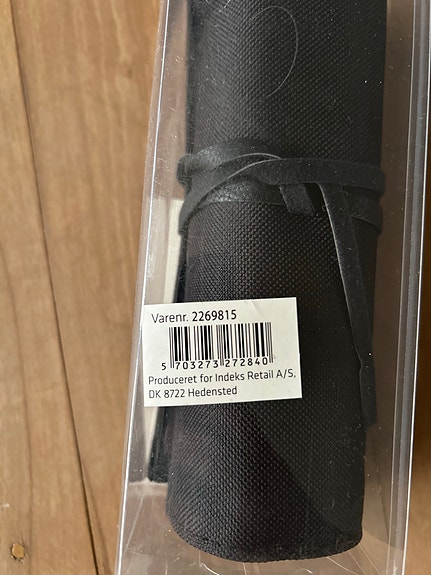 Varenr. 2269815
5 703273 272840
Produceret for Indeks Retail A/S,
DK 8722 Hedensted